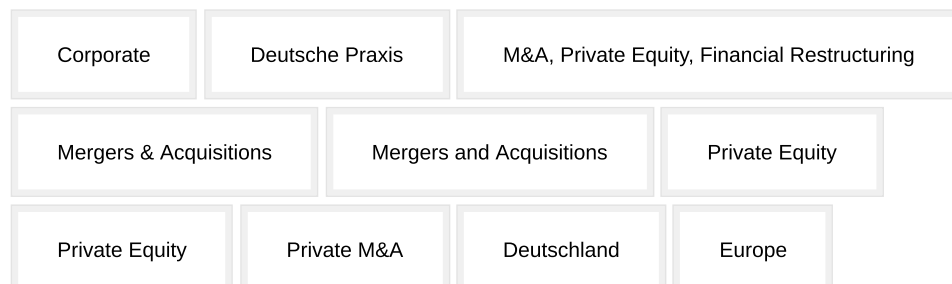 Corporate Deutsche Praxis M&A, Private Equity, Financial Restructuring
Mergers & Acquisitions Mergers and Acquisitions Private Equity
Private Equity Private M&A Deutschland Europe